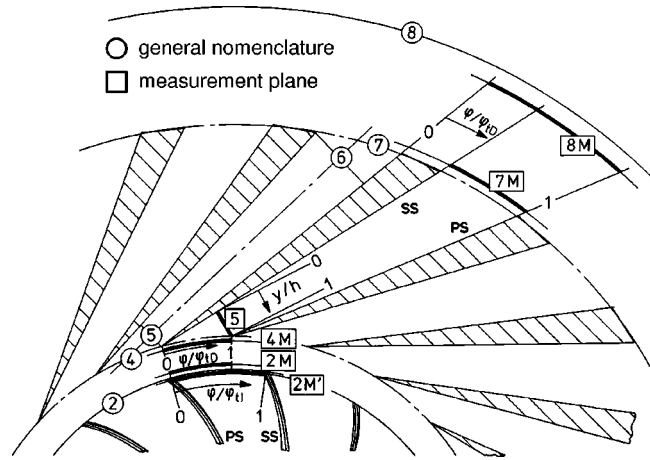 8
general nomenclature
measurement plane
0
φ/φtD
8M
7
6
7M
SS
PS
1
0
y/h
1
5
5
4
0
φ/φtD
1
4M
2M
2M'
2
0
φ/φtI
1
PS
SS